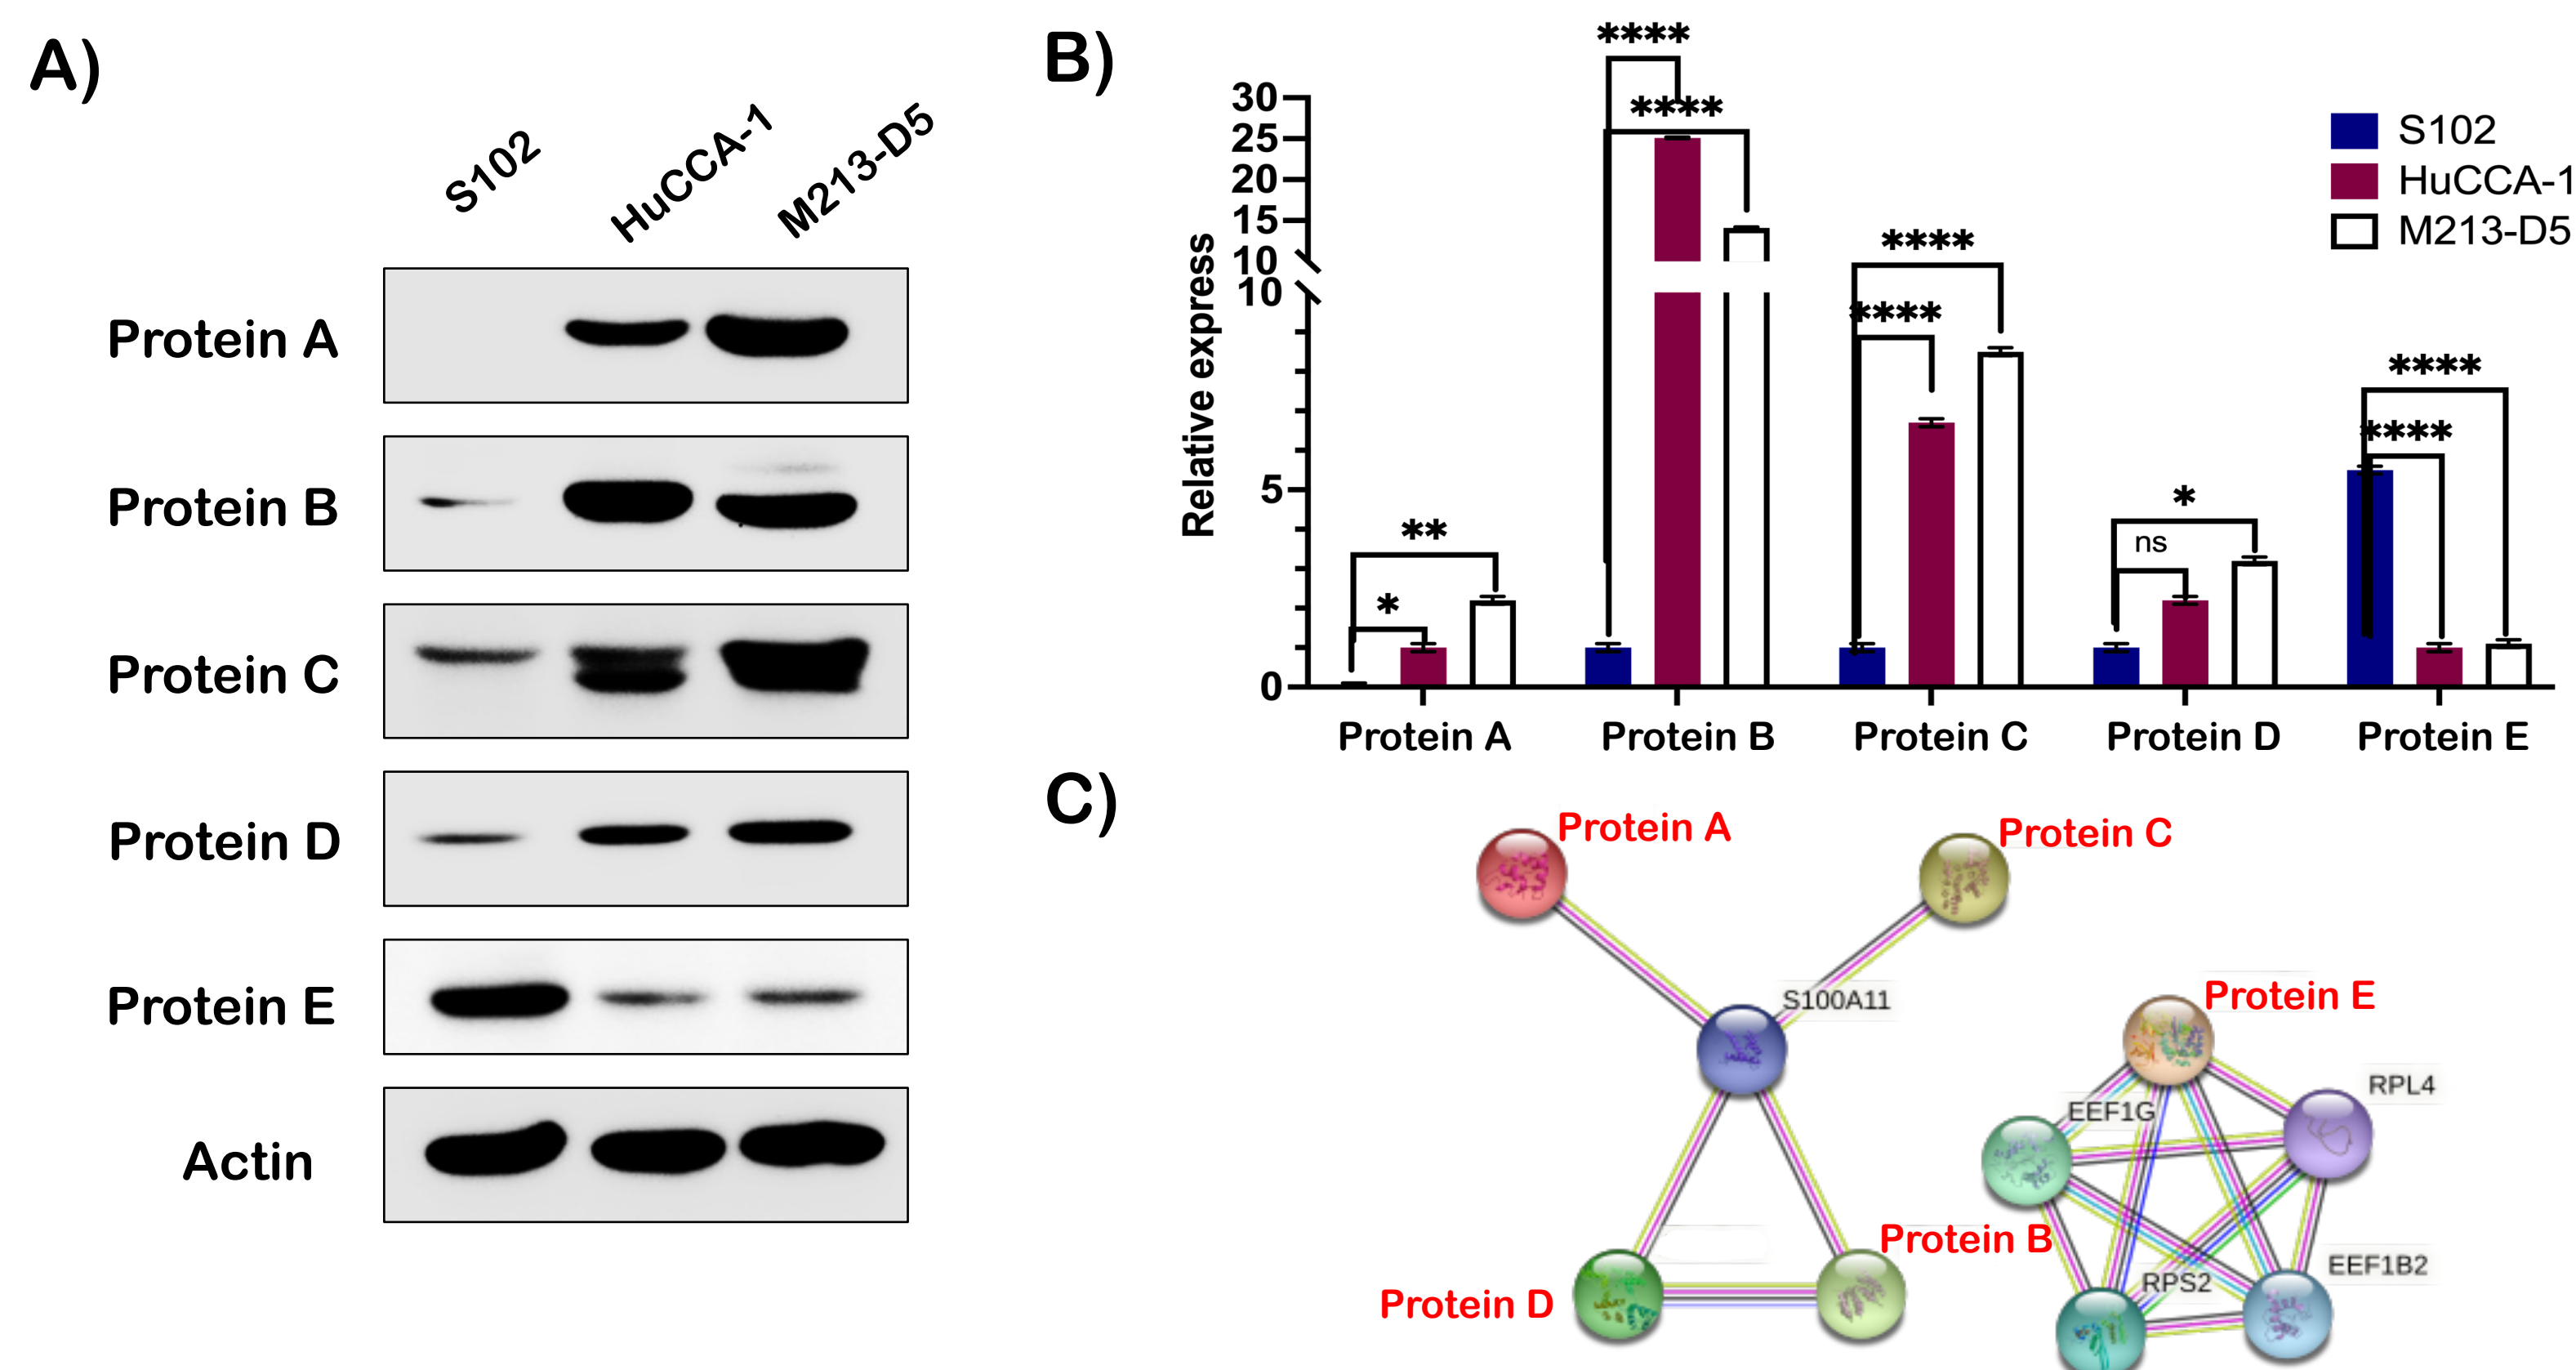 A)
S102
HuCCA-1
M213-D5
Protein A
Protein B
Protein C
Protein D
Protein E
Actin
B)
Relative express
30
25
20
15
10
10
5
0
****
****
****
****
****
****
**
*
*
ns
S102
HuCCA-1
M213-D5
Protein A
Protein B
Protein C
Protein D
Protein E
C)
Protein A
Protein C
S100A11
Protein E
RPL4
EEF1G
Protein B
EEF1B2
RPS2
Protein D